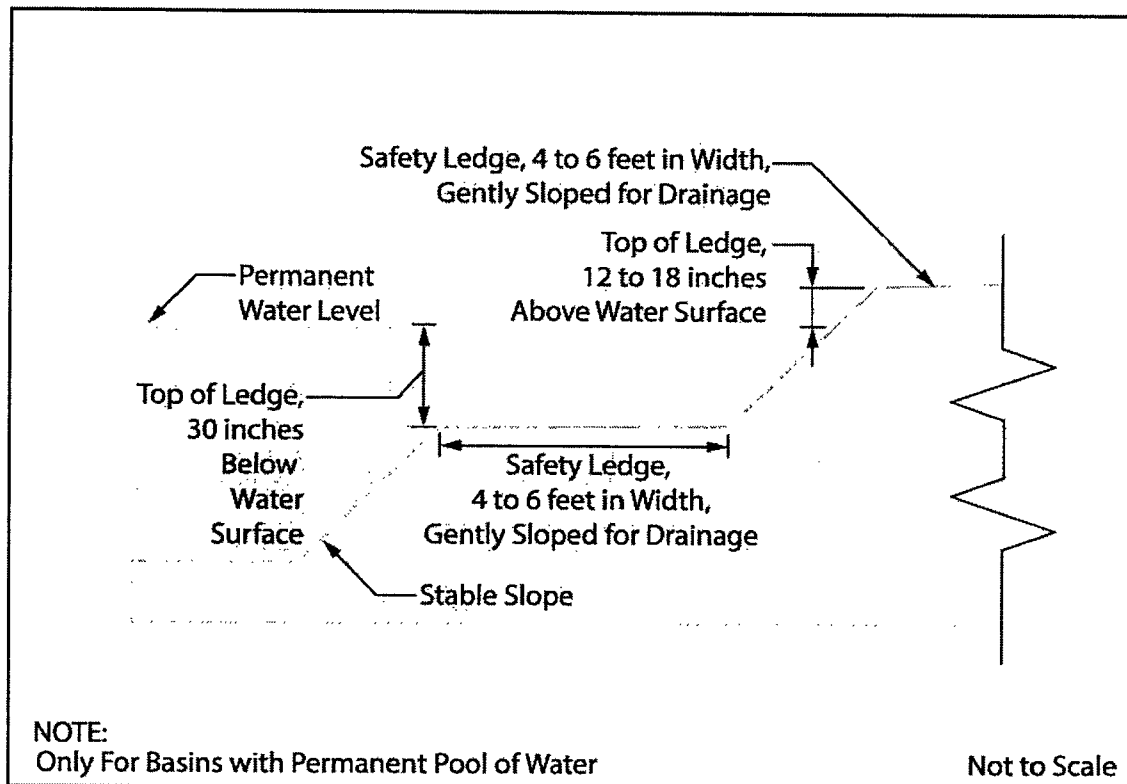 Safety Ledge, 4 to 6 feet in Width,
Gently Sloped for Drainage
Top of Ledge,
12 to 18 inches
Above Water Surface
Permanent
Water Level
Top of Ledge,
30 inches
Below
Water
Surface
Safety Ledge,
4 to 6 feet in Width,
Gently Sloped for Drainage
Stable Slope
NOTE:
Only For Basins with Permanent Pool of Water
Not to Scale